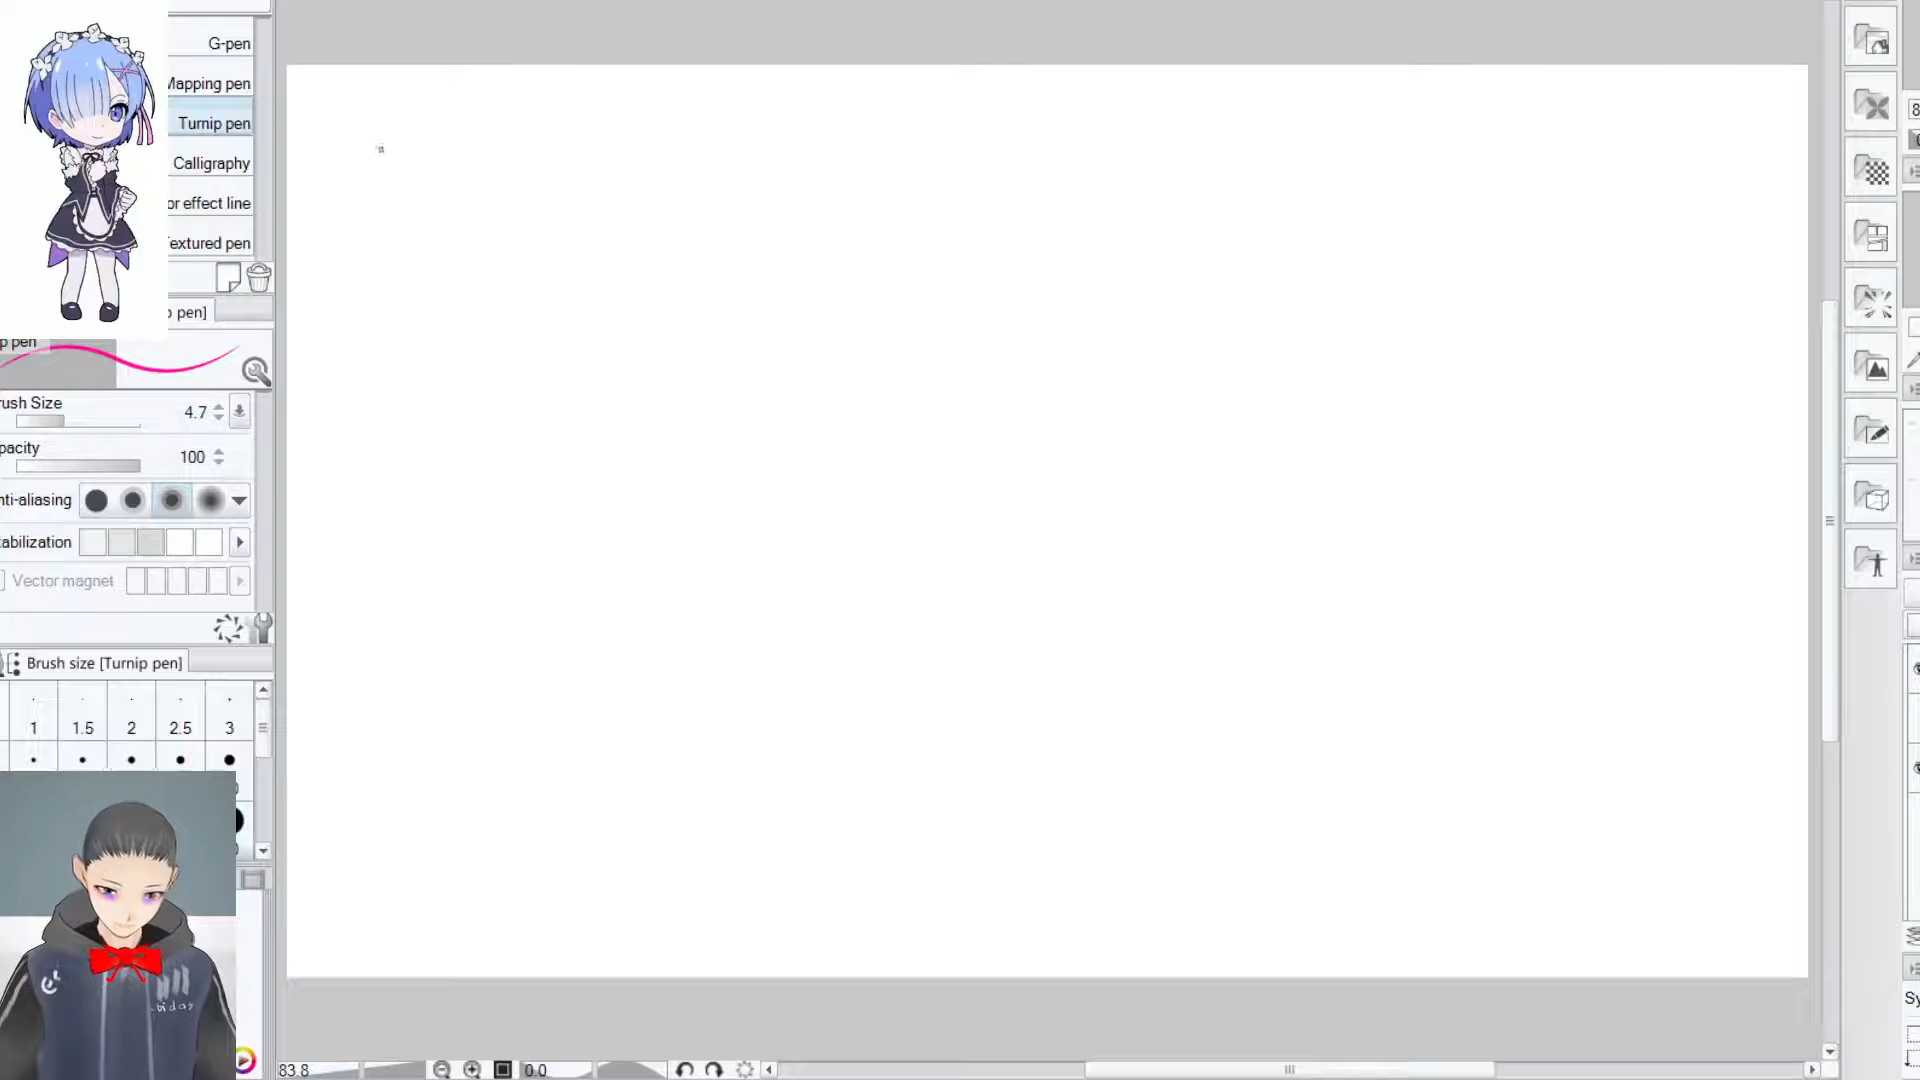 G-pen
Mapping pen
Turnip pen
Calligraphy
or effect line
Textured pen
p pen]
p pen
rush Size
4.7
pacity
100
nti-aliasing
tabilization
Vector magnet
Brush size [Turnip pen]
1 1.5 2 2.5 3
83.8
0.0
8
Sy